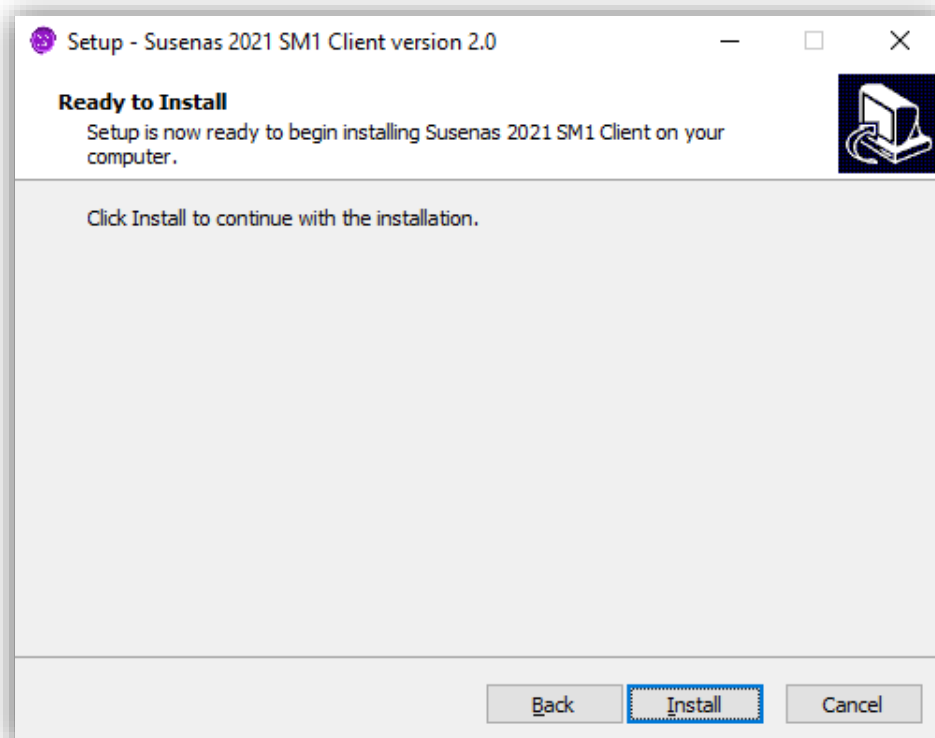 Setup - Susenas 2021 SM1 Client version 2.0
Ready to Install
Setup is now ready to begin installing Susenas 2021 SM1 Client on your
computer.
Click Install to continue with the installation.
Back
Install
Cancel